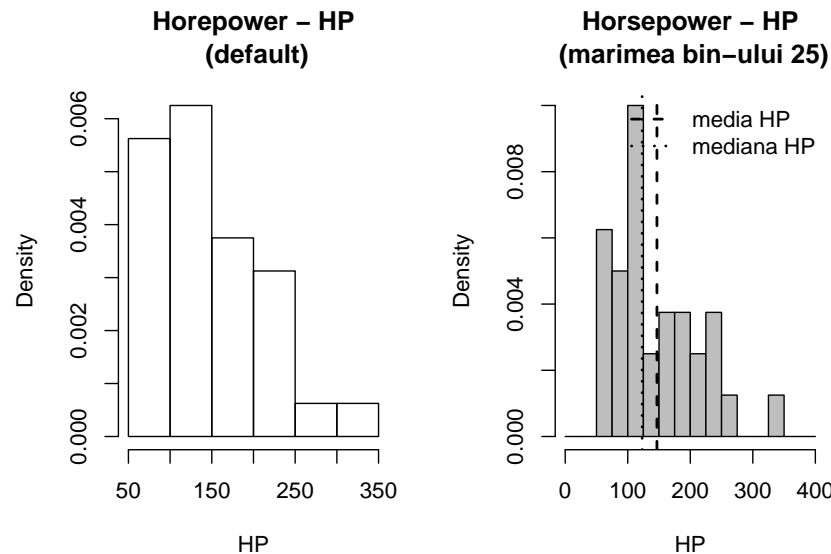 Horepower – HP
(default)
Density
0.000
0.002
0.004
0.006
50
150
250
350
HP
Horsepower – HP
(marimea bin–ului 25)
media HP
mediana HP
Density
0.000
0.004
0.008
0
100
200
300
400
HP